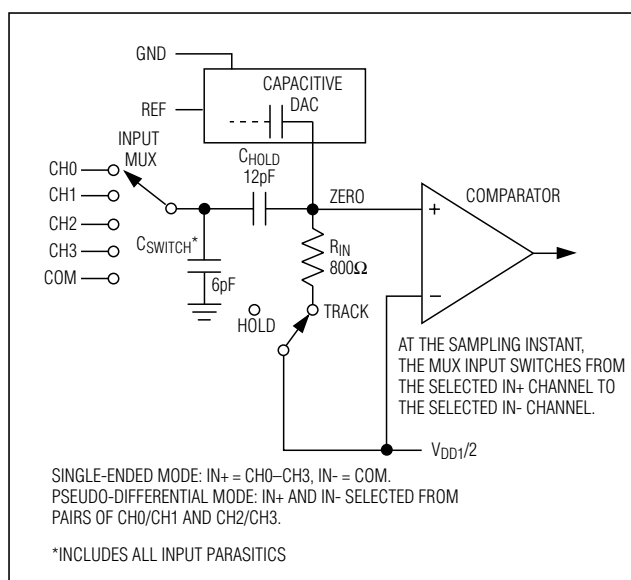 GND
CAPACITIVE
DAC
REF
INPUT
MUX
CHOLD
12pF
CH0
CH1
CH2
CH3
COM
ZERO
COMPARATOR
+
−
CSWITCH*
6pF
RIN
800Ω
TRACK
HOLD
AT THE SAMPLING INSTANT,
THE MUX INPUT SWITCHES FROM
THE SELECTED IN+ CHANNEL TO
THE SELECTED IN- CHANNEL.
VDD1/2
SINGLE-ENDED MODE: IN+ = CH0–CH3, IN- = COM.
PSEUDO-DIFFERENTIAL MODE: IN+ AND IN- SELECTED FROM
PAIRS OF CH0/CH1 AND CH2/CH3.
*INCLUDES ALL INPUT PARASITICS